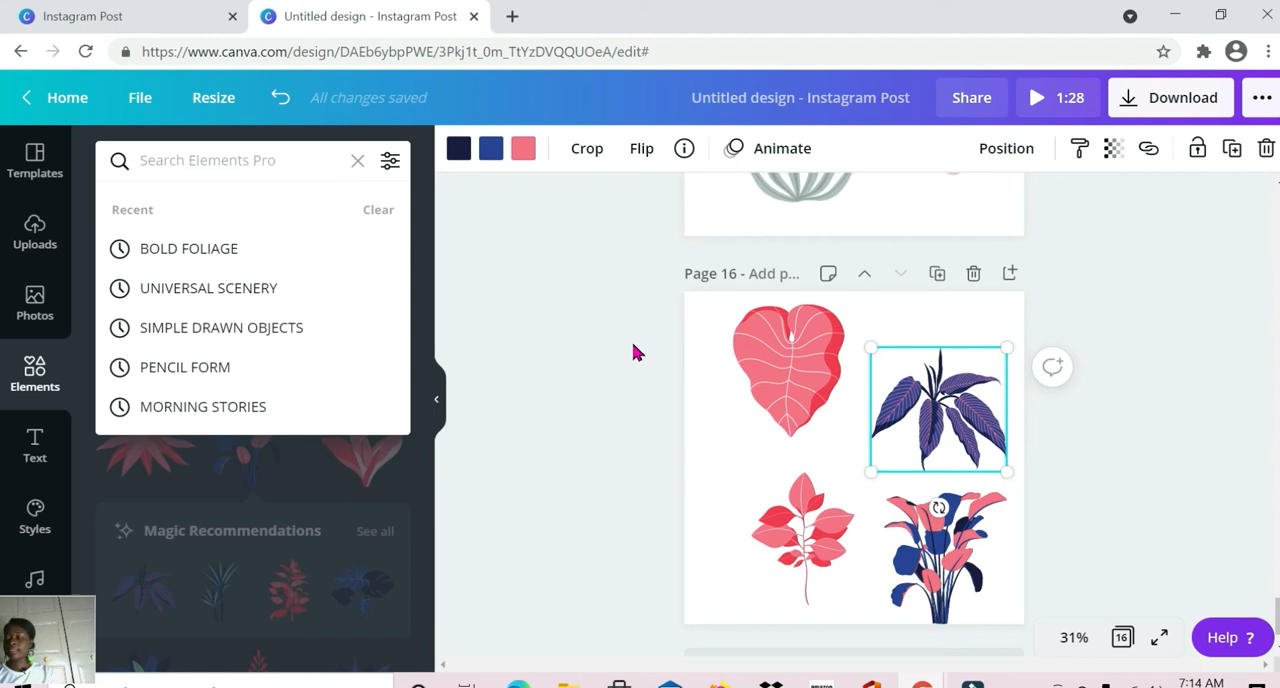 Instagram Post
Untitled design - Instagram Post
https://www.canva.com/design/DAEb6ybpPWE/3Pkj1t_0m_TtYzDVQQUOeA/edit#
Home File Resize All changes saved Untitled design - Instagram Post Share 1:28 Download
Templates
Uploads
Photos
Elements
Text
Styles
Search Elements Pro
Recent Clear
BOLD FOLIAGE
UNIVERSAL SCENERY
SIMPLE DRAWN OBJECTS
PENCIL FORM
MORNING STORIES
Magic Recommendations See all
Crop Flip Animate Position
Page 16 - Add p...
31% 16 Help ?
amazon
7:14 AM